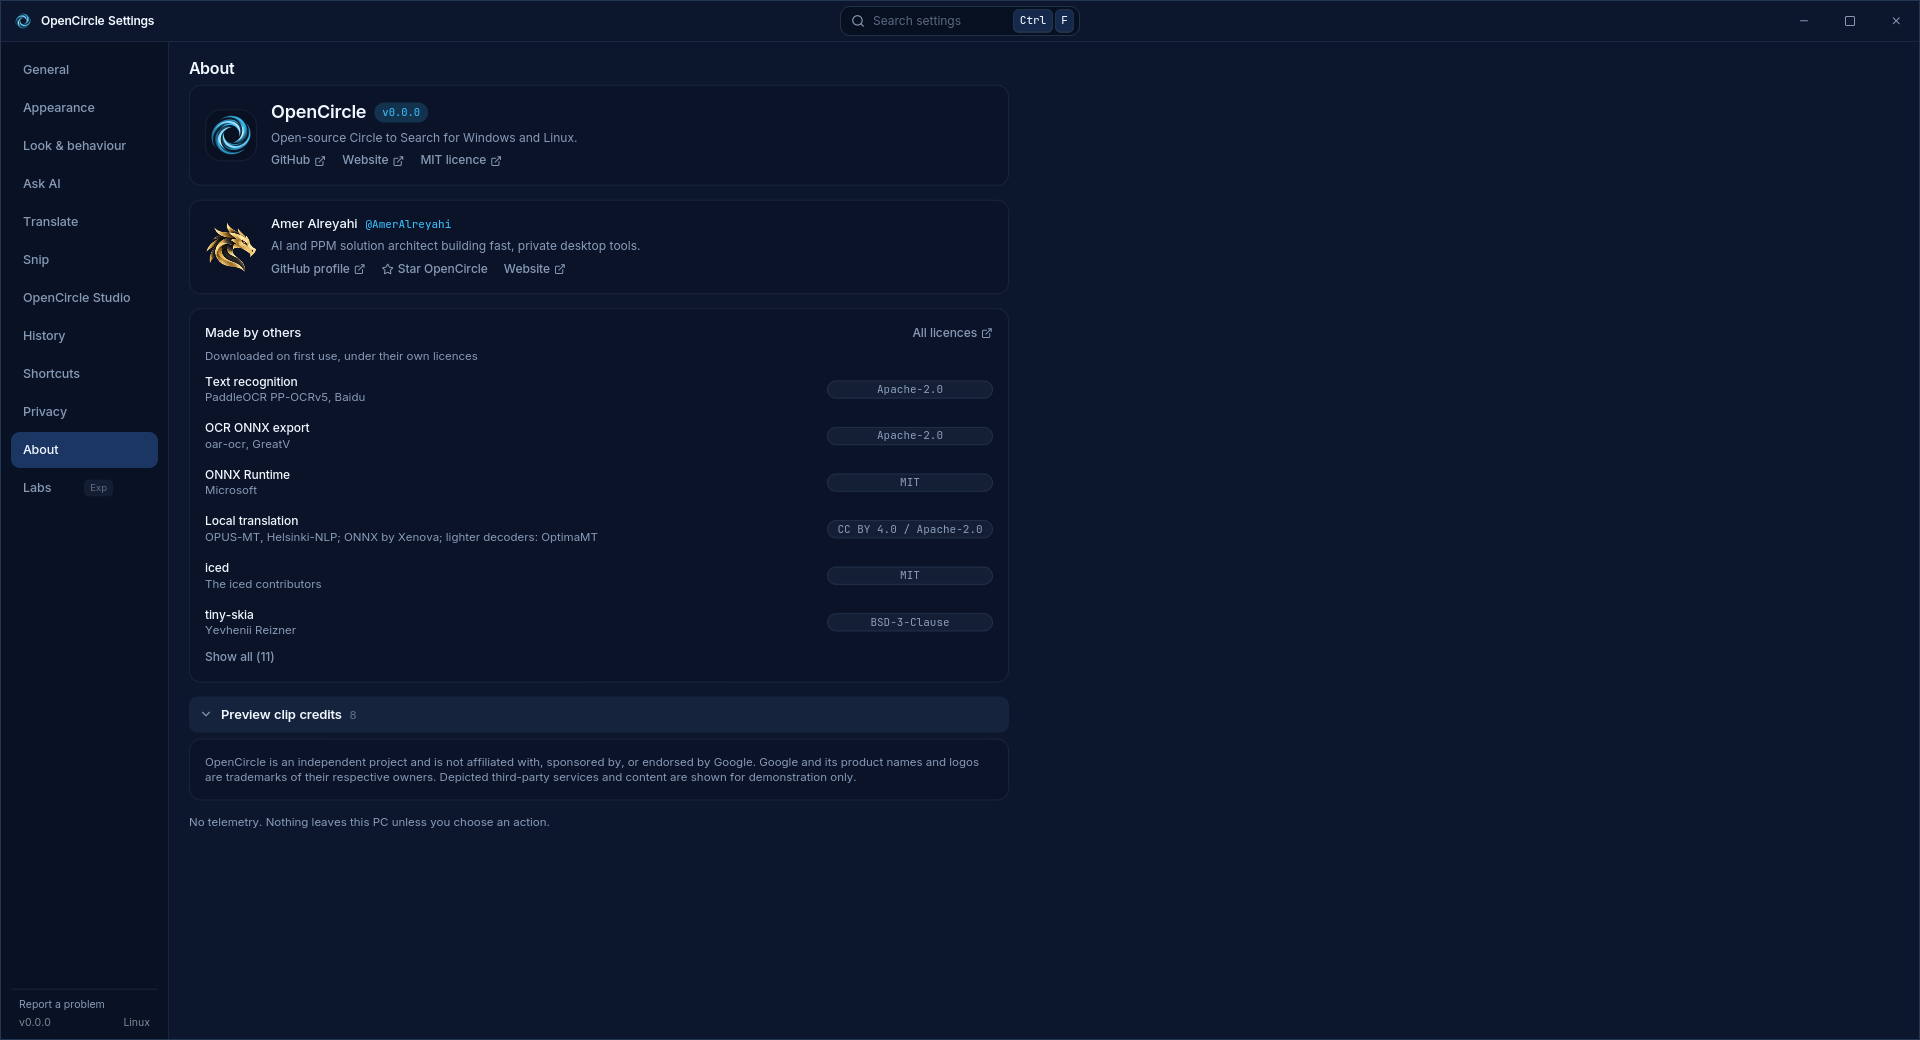 OpenCircle Settings
Search settings
Ctrl
F
General
Appearance
Look & behaviour
Ask AI
Translate
Snip
OpenCircle Studio
History
Shortcuts
Privacy
About
Labs Exp
Report a problem
v0.0.0 Linux
About
OpenCircle v0.0.0
Open-source Circle to Search for Windows and Linux.
GitHub Website MIT licence
Amer Alreyahi @AmerAlreyahi
AI and PPM solution architect building fast, private desktop tools.
GitHub profile Star OpenCircle Website
Made by others All licences
Downloaded on first use, under their own licences
Text recognition
PaddleOCR PP-OCRv5, Baidu
Apache-2.0
OCR ONNX export
oar-ocr, GreatV
Apache-2.0
ONNX Runtime
Microsoft
MIT
Local translation
OPUS-MT, Helsinki-NLP; ONNX by Xenova; lighter decoders: OptimaMT
CC BY 4.0 / Apache-2.0
iced
The iced contributors
MIT
tiny-skia
Yevhenii Reizner
BSD-3-Clause
Show all (11)
Preview clip credits 8
OpenCircle is an independent project and is not affiliated with, sponsored by, or endorsed by Google. Google and its product names and logos
are trademarks of their respective owners. Depicted third-party services and content are shown for demonstration only.
No telemetry. Nothing leaves this PC unless you choose an action.